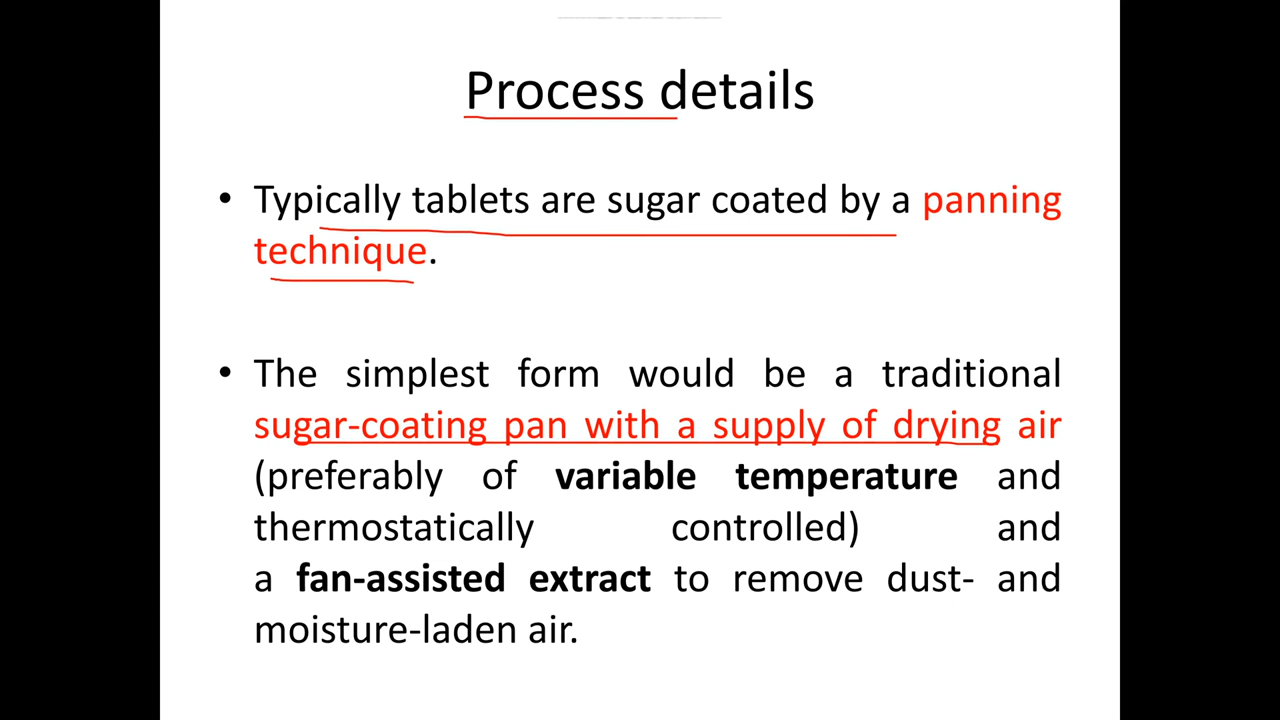 Process details
• Typically tablets are sugar coated by a panning
technique.
• The simplest form would be a traditional
sugar-coating pan with a supply of drying air
(preferably of variable temperature and
thermostatically controlled) and
a fan-assisted extract to remove dust- and
moisture-laden air.